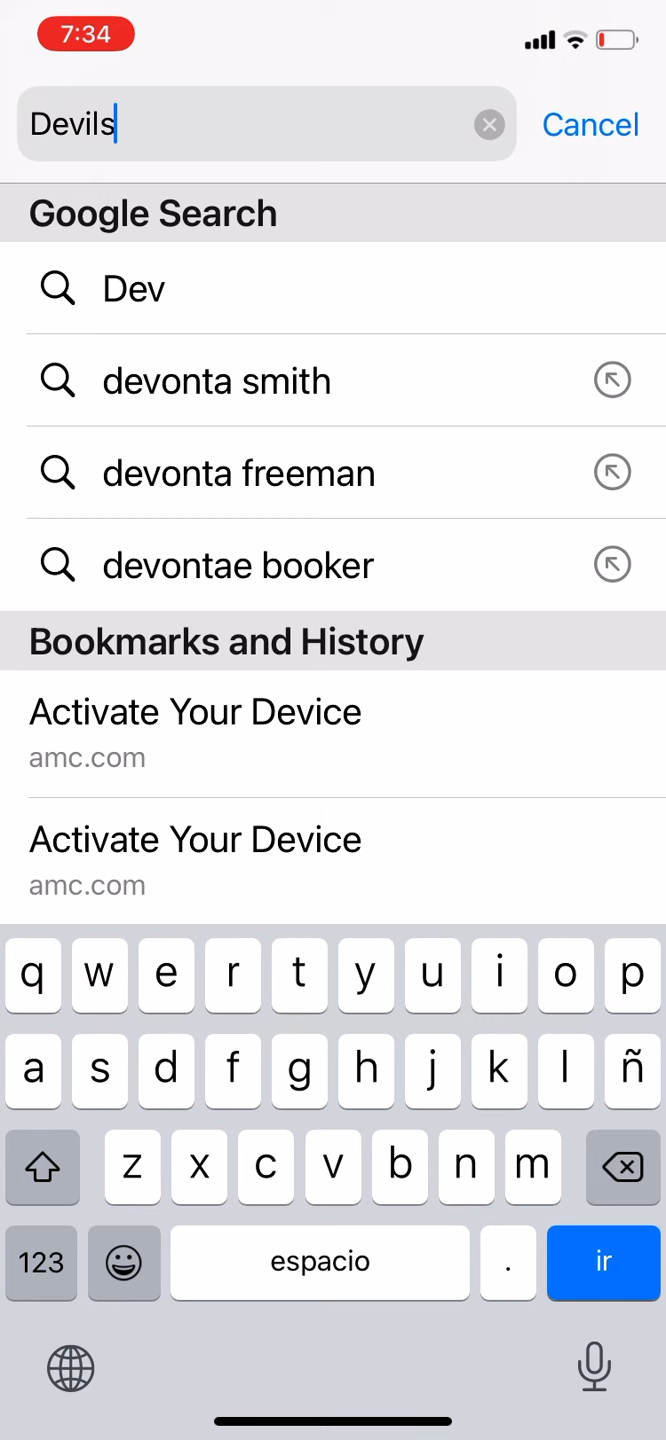 7:34
Devils
Cancel
Google Search
Dev
devonta smith
devonta freeman
devontae booker
Bookmarks and History
Activate Your Device
amc.com
Activate Your Device
amc.com
q w e r t y u i o p
a s d f g h j k l ñ
z x c v b n m
123 espacio . ir